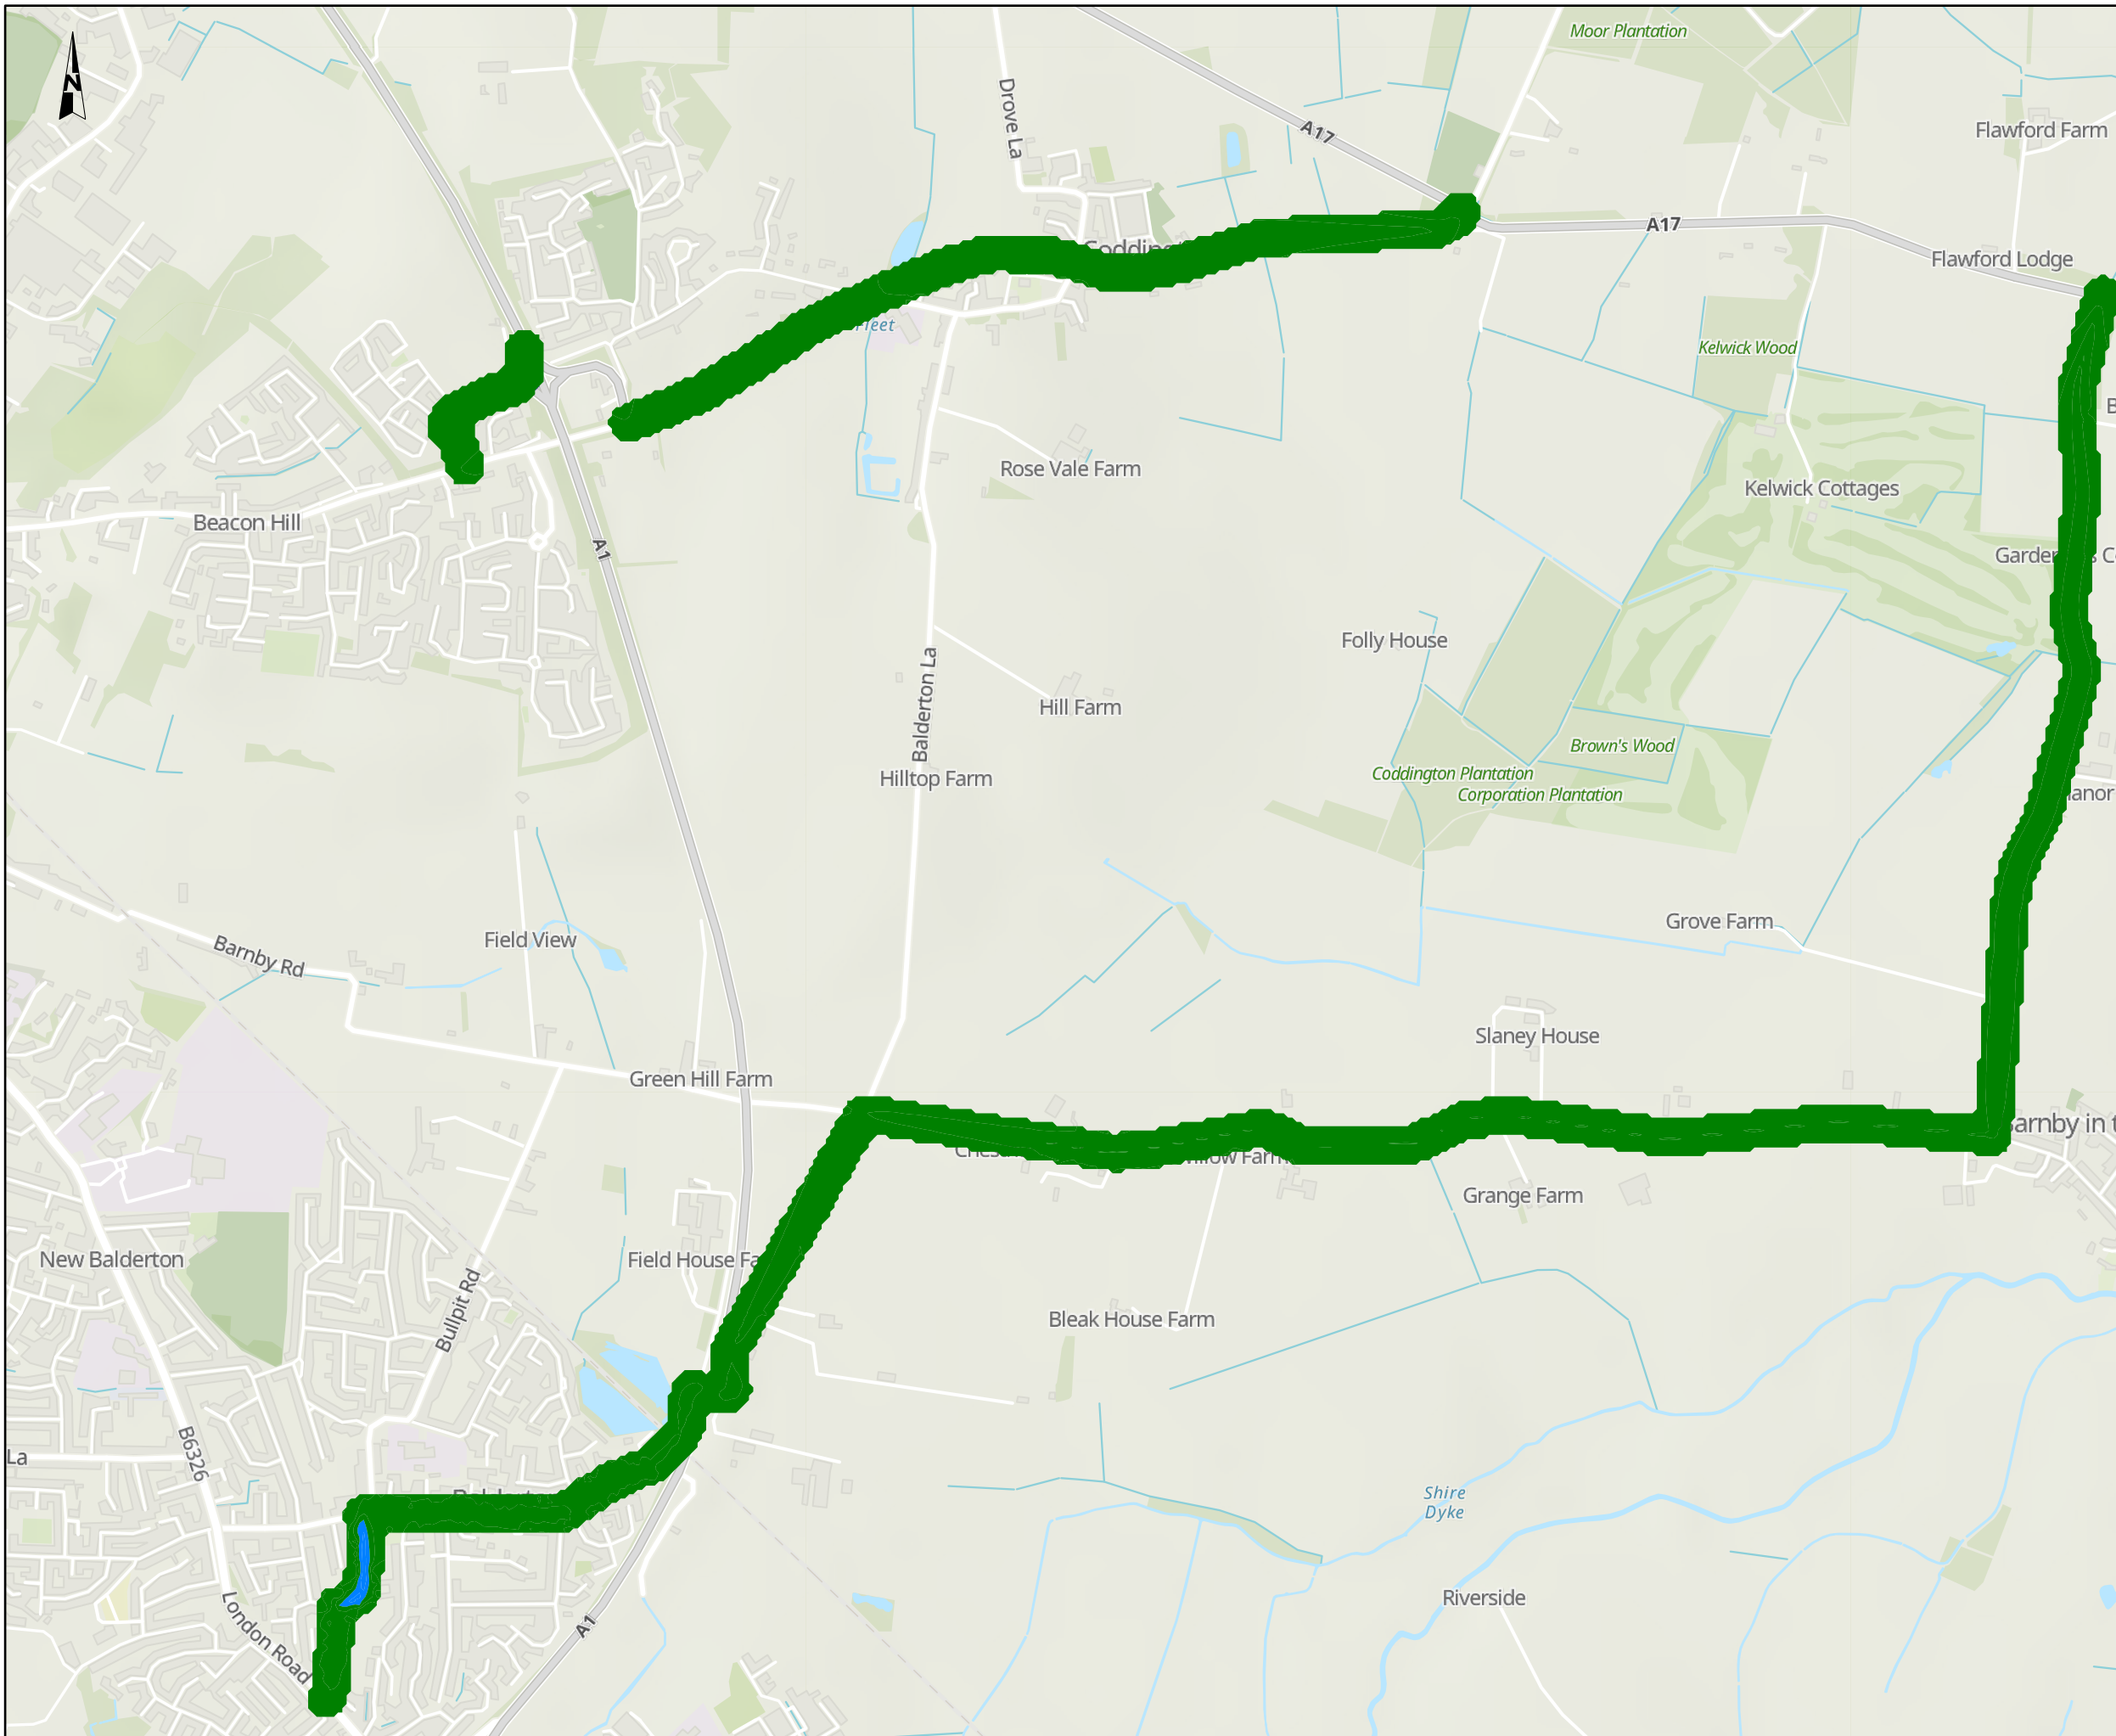 N
Moor Plantation
Drove La
A17
Flawford Farm
A17
Flawford Lodge
Kelwick Wood
Rose Vale Farm
Kelwick Cottages
Beacon Hill
A1
Folly House
Balderton La
Hill Farm
Brown's Wood
Hilltop Farm
Coddington Plantation
Corporation Plantation
Grove Farm
Field View
Barnby Rd
Slaney House
Green Hill Farm
Grange Farm
New Balderton
Field House
Bullpit Rd
Bleak House Farm
B6326
La
Shire
Dyke
London Road
A1
Riverside